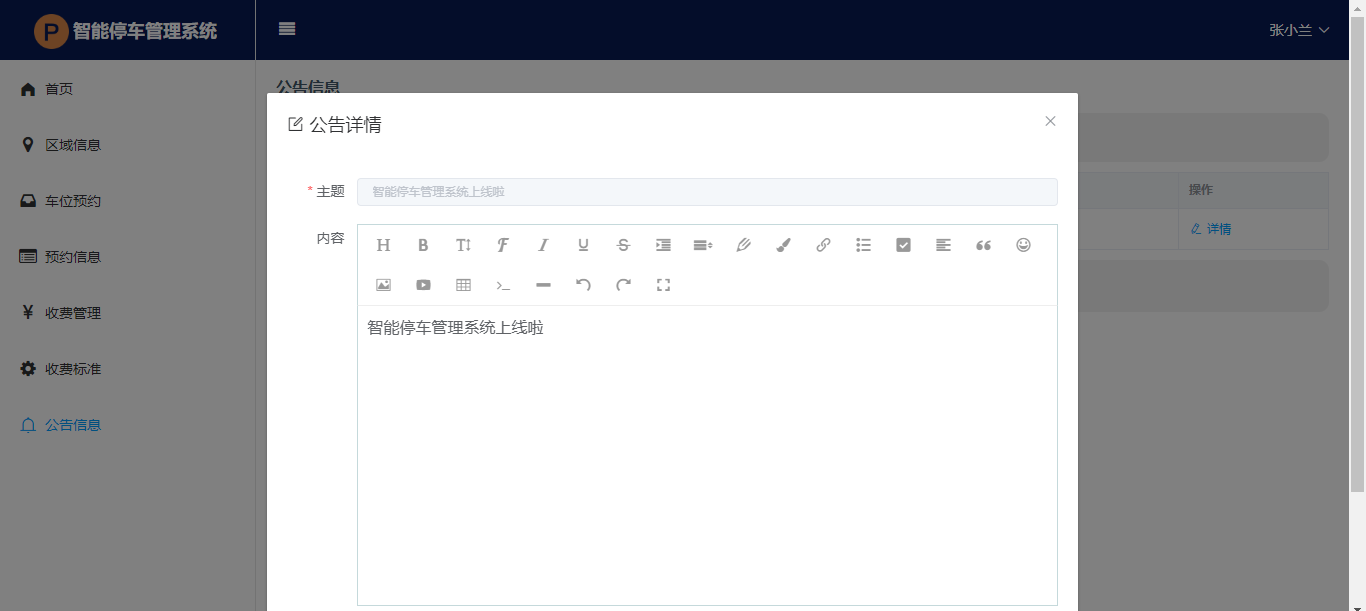 P 智能停车管理系统
张小兰
首页
区域信息
车位预约
预约信息
收费管理
收费标准
公告信息
公告信息
公告详情
* 主题
智能停车管理系统上线啦
内容
智能停车管理系统上线啦
操作
详情